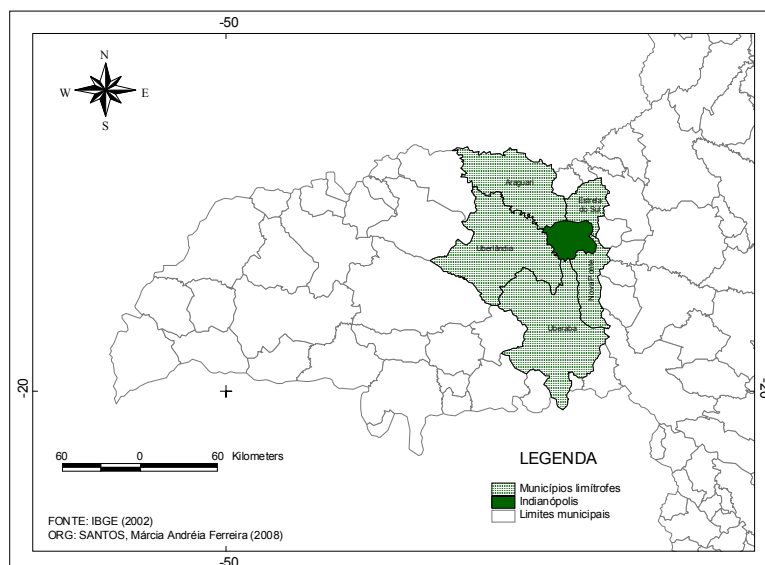 -50
N
W E
S
Araguari
Estrela
do Sul
Uberlândia
Nova Ponte
Uberaba
-20
-20
60 0 60 Kilometers
LEGENDA
Municípios limítrofes
Indianópolis
Limites municipais
FONTE: IBGE (2002)
ORG: SANTOS, Márcia Andréia Ferreira (2008)
-50